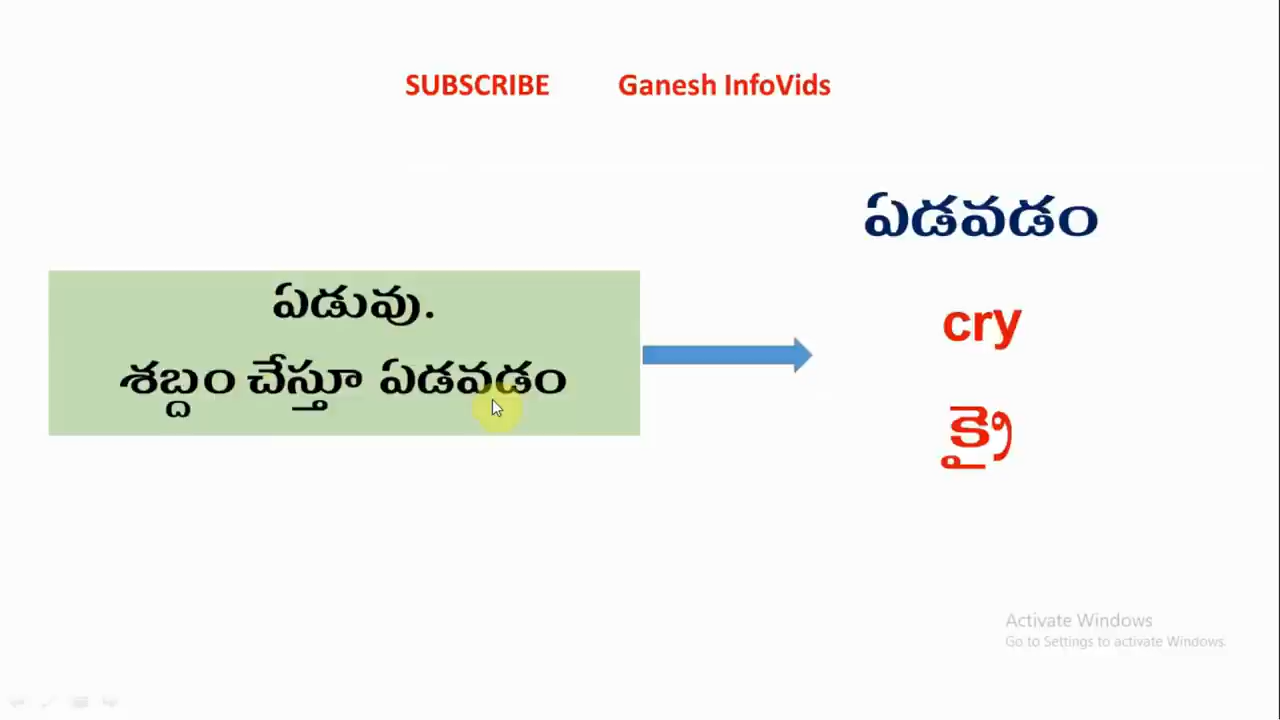 SUBSCRIBE Ganesh InfoVids
ఏడువు.
శబ్దం చేస్తూ ఏడవడం
ఏడవడం
cry
క్రై
Activate Windows
Go to Settings to activate Windows.